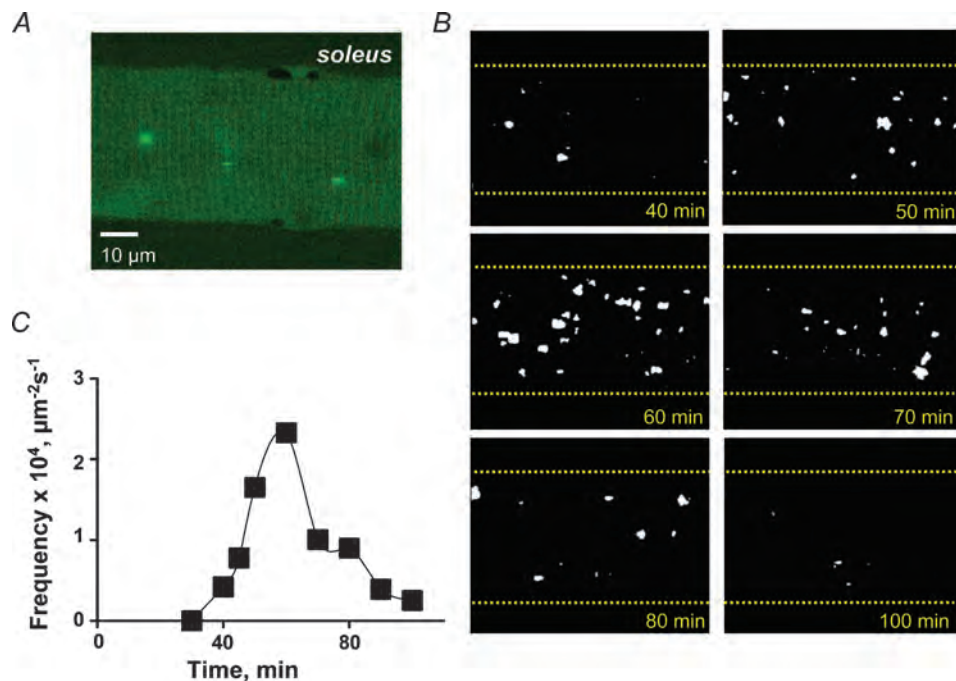 A
soleus
10 µm
B
40 min
50 min
60 min
70 min
80 min
100 min
C
Frequency x 10⁴, µm⁻²s⁻¹
3
2
1
0
0 40 80
Time, min